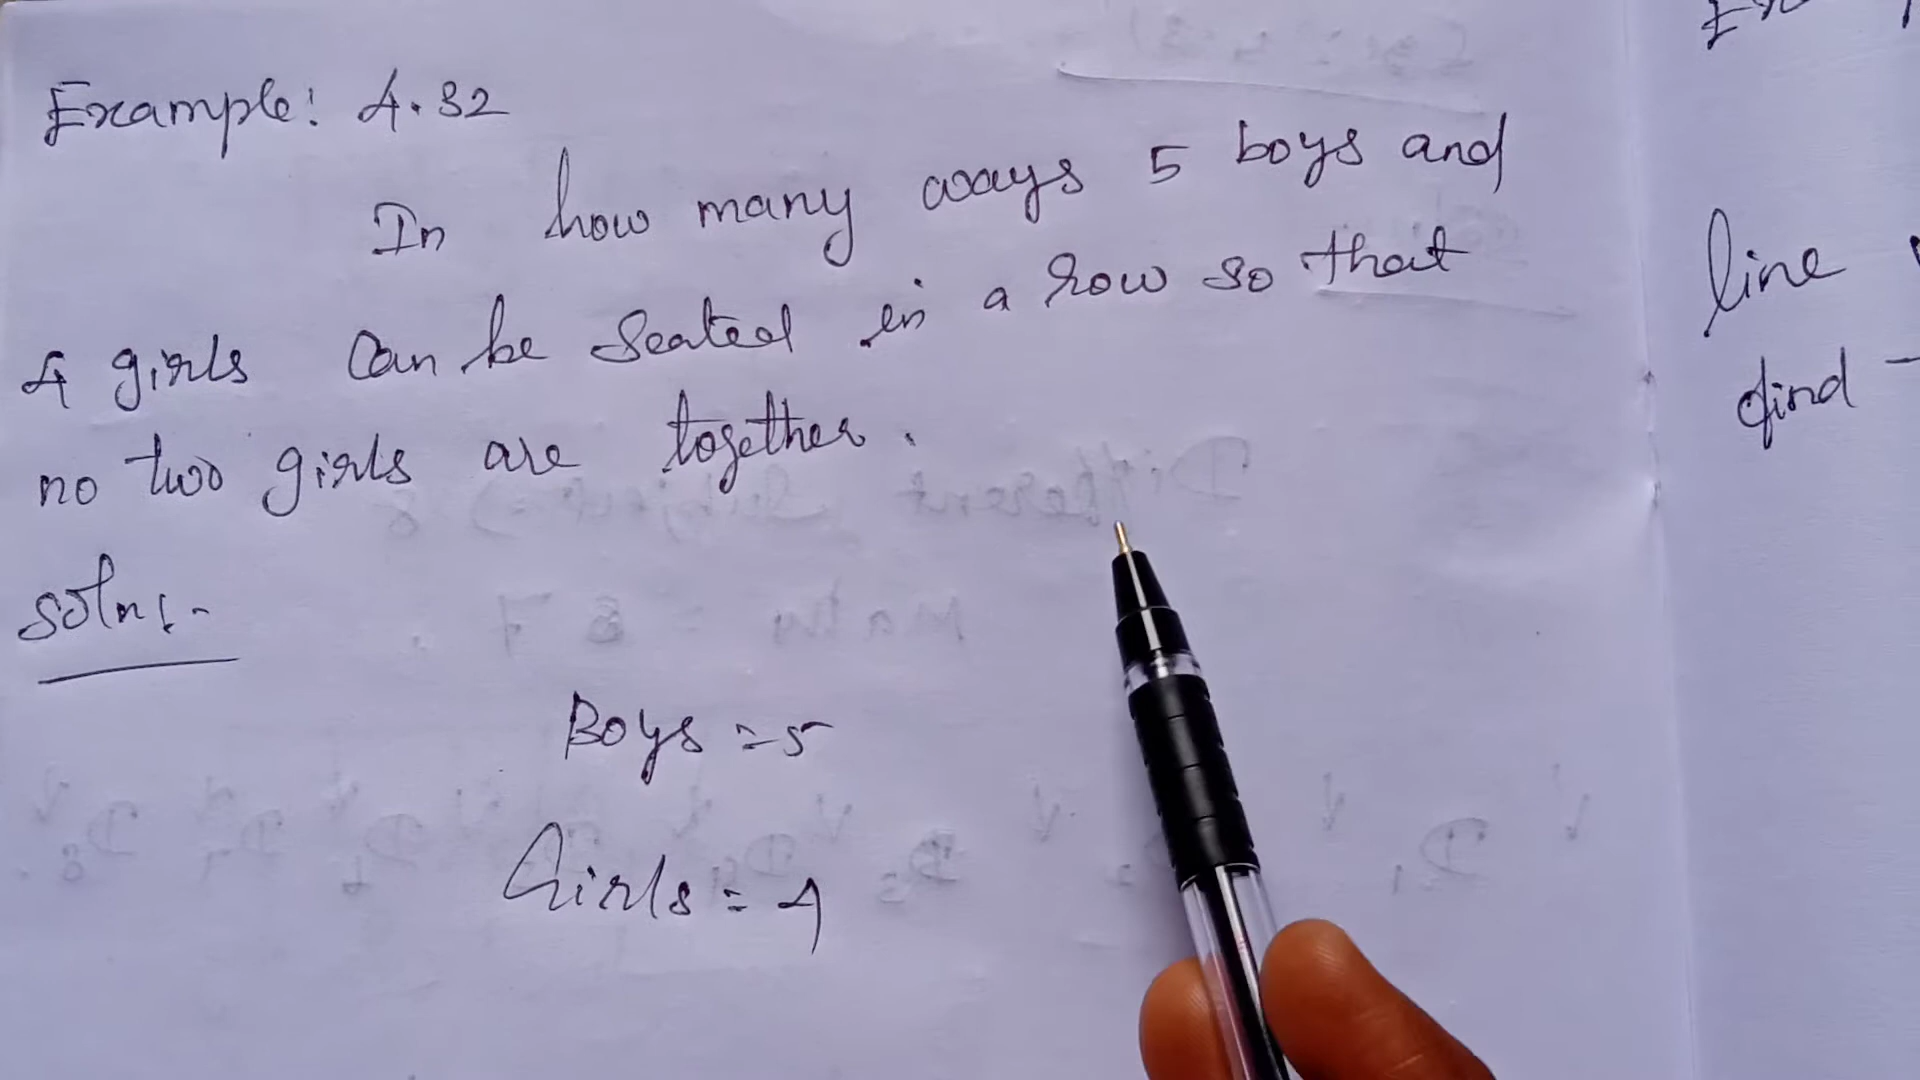 Example: 4.32
In how many ways 5 boys and
4 girls can be seated in a row so that
no two girls are together.
Soln:-
Boys = 5
Girls = 4
line
find